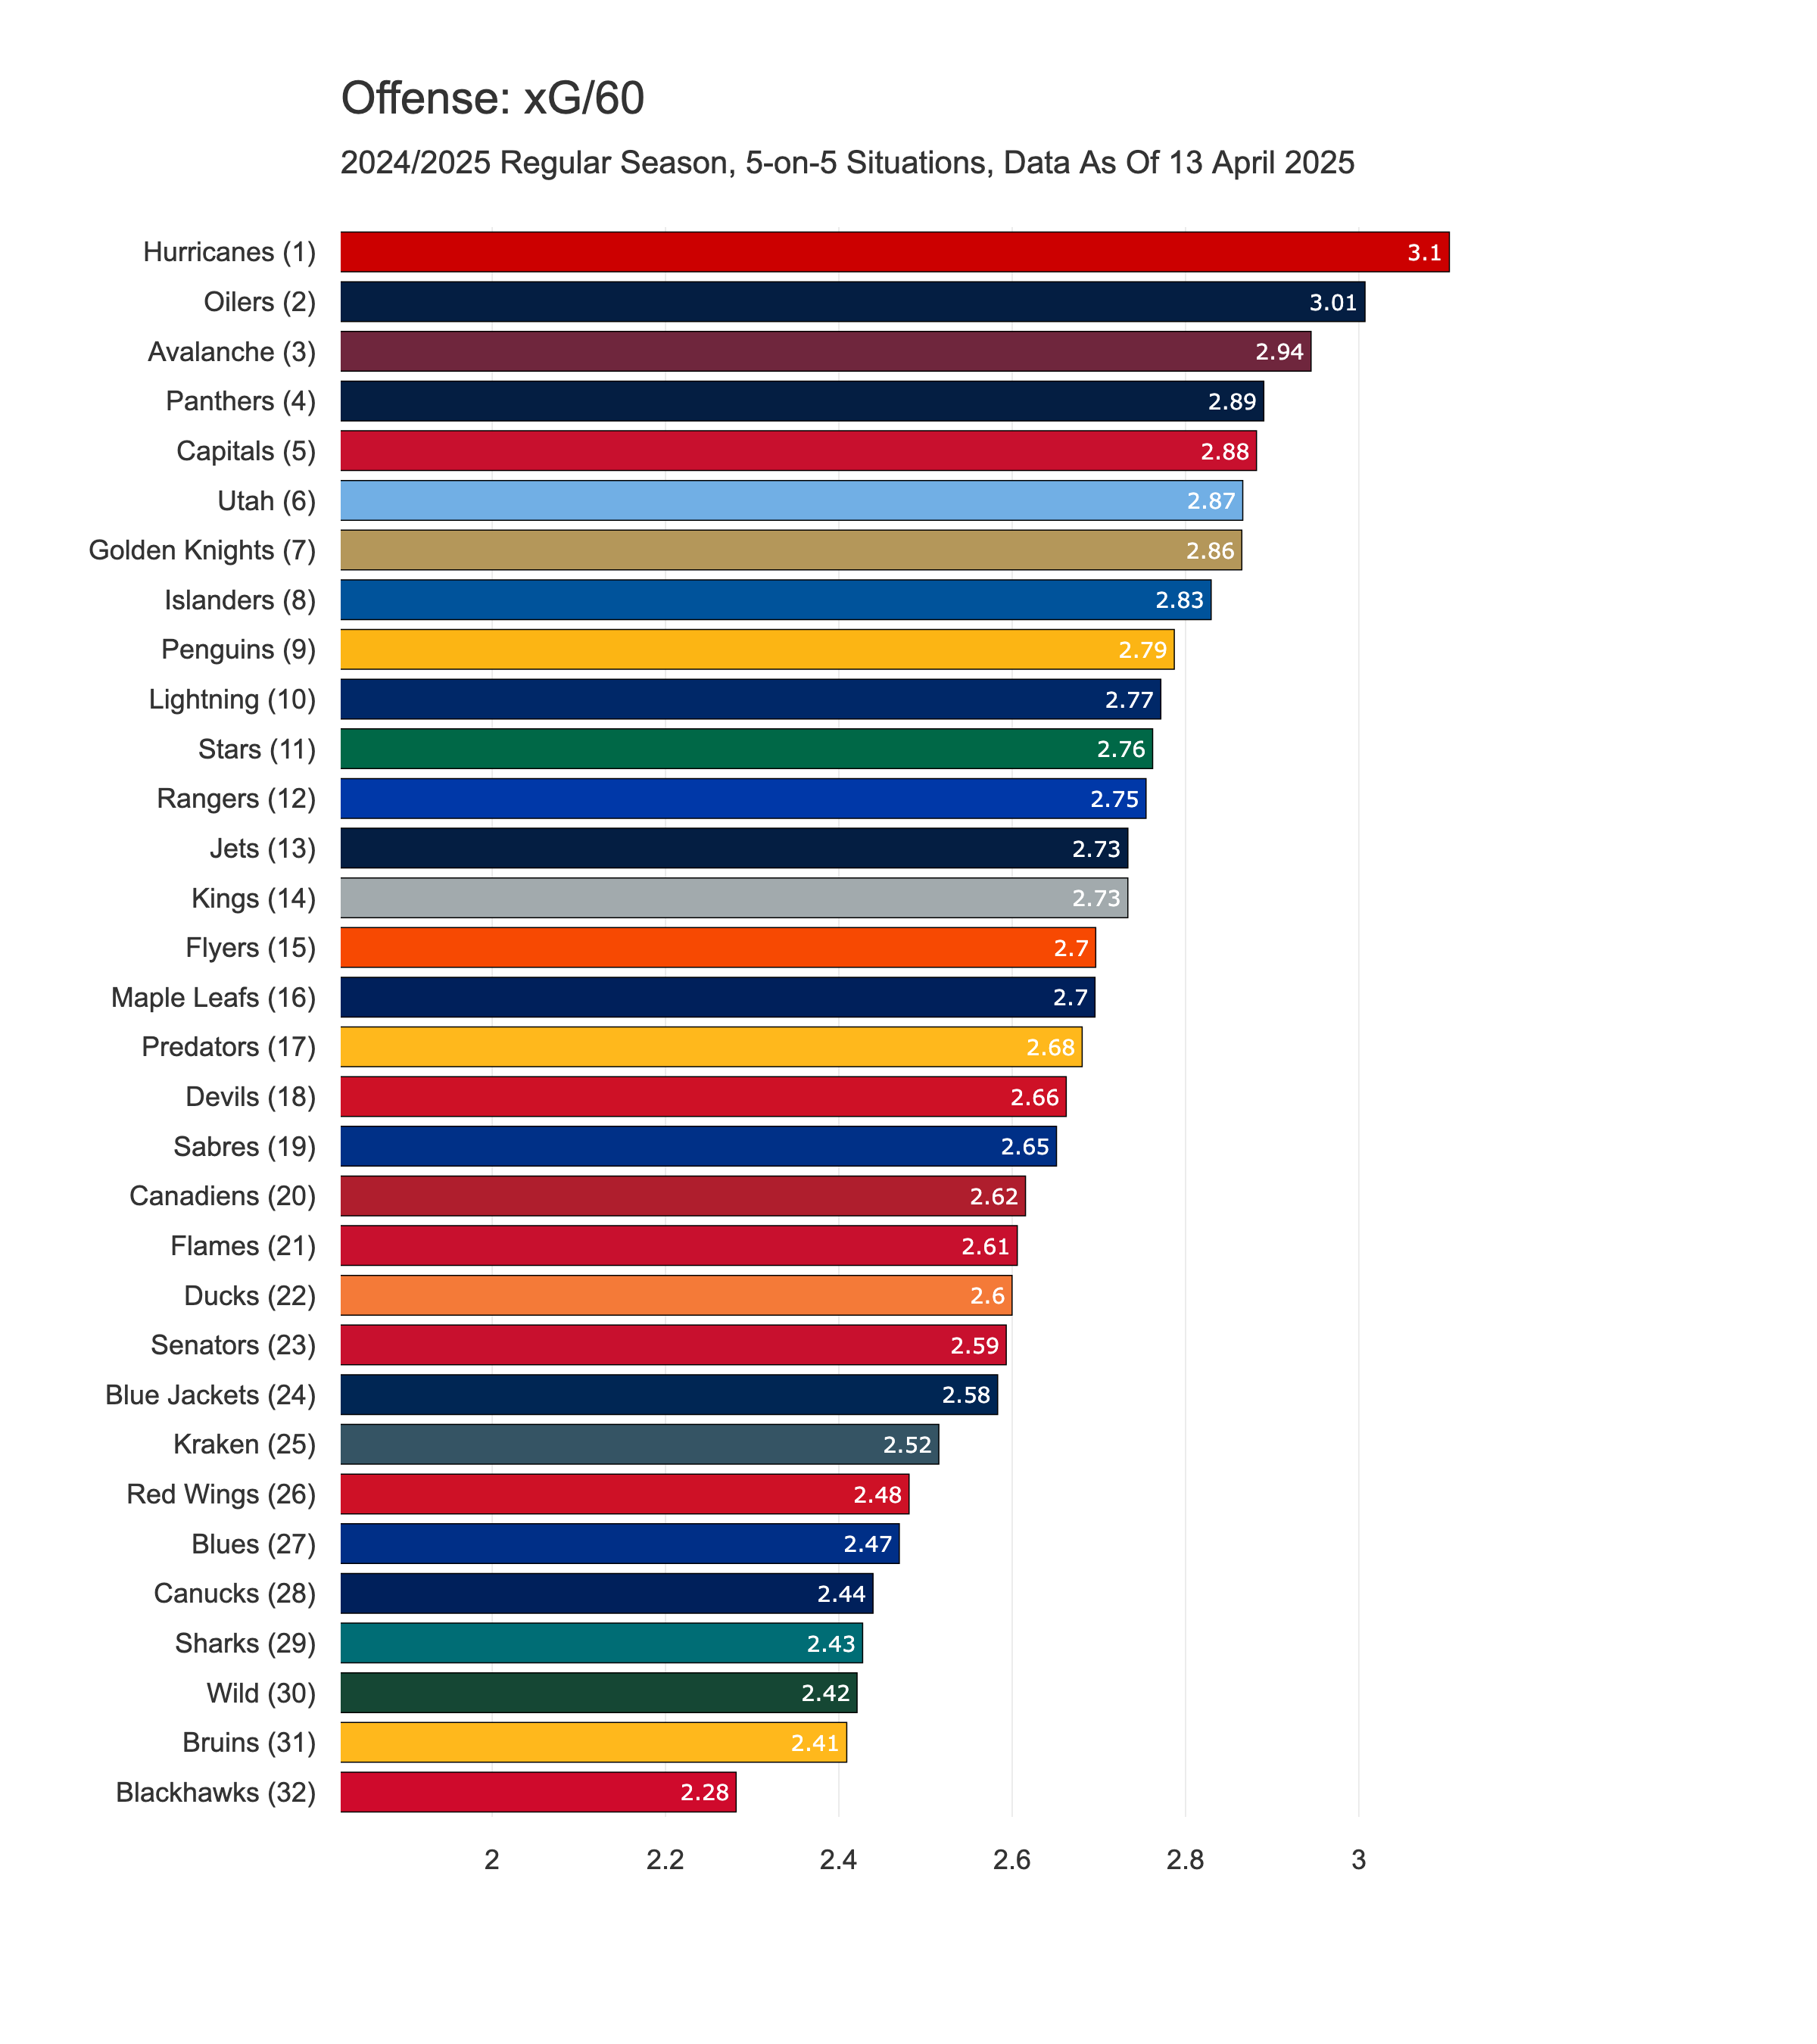 Offense: xG/60
2024/2025 Regular Season, 5-on-5 Situations, Data As Of 13 April 2025
Hurricanes (1) 3.1
Oilers (2) 3.01
Avalanche (3) 2.94
Panthers (4) 2.89
Capitals (5) 2.88
Utah (6) 2.87
Golden Knights (7) 2.86
Islanders (8) 2.83
Penguins (9) 2.79
Lightning (10) 2.77
Stars (11) 2.76
Rangers (12) 2.75
Jets (13) 2.73
Kings (14) 2.73
Flyers (15) 2.7
Maple Leafs (16) 2.7
Predators (17) 2.68
Devils (18) 2.66
Sabres (19) 2.65
Canadiens (20) 2.62
Flames (21) 2.61
Ducks (22) 2.6
Senators (23) 2.59
Blue Jackets (24) 2.58
Kraken (25) 2.52
Red Wings (26) 2.48
Blues (27) 2.47
Canucks (28) 2.44
Sharks (29) 2.43
Wild (30) 2.42
Bruins (31) 2.41
Blackhawks (32) 2.28
2 2.2 2.4 2.6 2.8 3